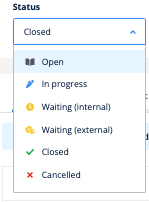 Status
Closed
Open
In progress
Waiting (internal)
Waiting (external)
Closed
Cancelled